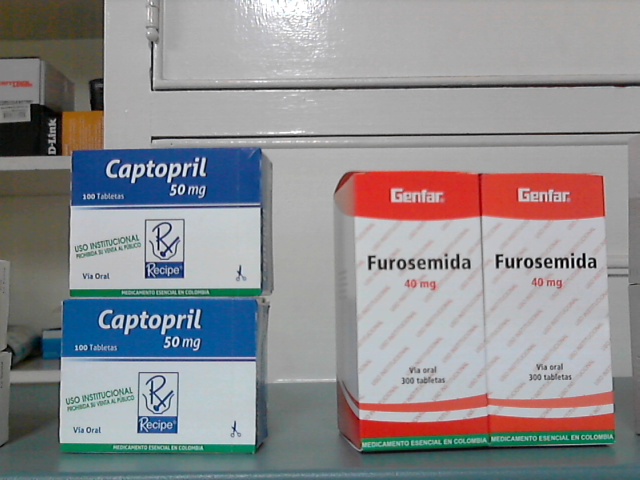 D-Link
Captopril
50 mg
100 Tabletas
USO INSTITUCIONAL
PROHIBIDA SU VENTA AL PÚBLICO
Rx
Recipe®
Vía Oral
MEDICAMENTO ESENCIAL EN COLOMBIA
Captopril
50 mg
100 Tabletas
USO INSTITUCIONAL
PROHIBIDA SU VENTA AL PÚBLICO
Rx
Recipe®
Vía Oral
MEDICAMENTO ESENCIAL EN COLOMBIA
Genfar
Furosemida
40 mg
Vía oral
300 tabletas
MEDICAMENTO ESENCIAL EN COLOMBIA
Genfar
Furosemida
40 mg
Vía oral
300 tabletas
MEDICAMENTO ESENCIAL EN COLOMBIA